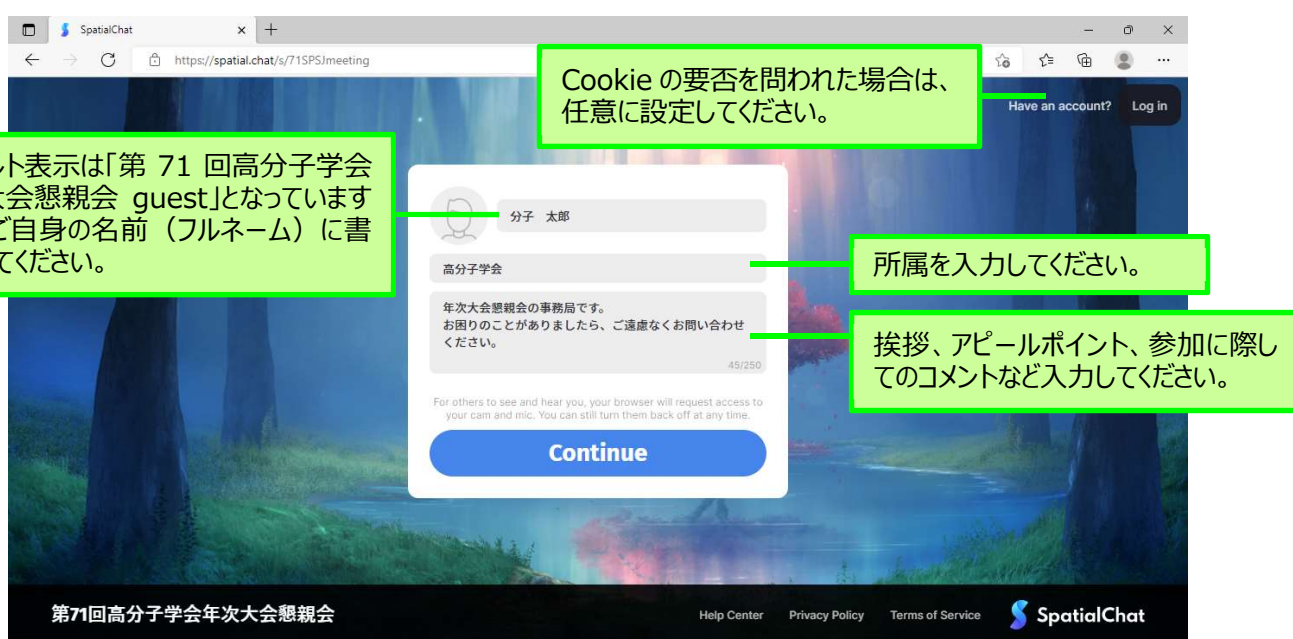 SpatialChat
https://spatial.chat/s/71SPSJmeeting
Cookie の要否を問われた場合は、
任意に設定してください。
Have an account? Log in
ト表示は「第 71 回高分子学会
会懇親会 guest」となっています
ご自身の名前（フルネーム）に書
てください。
分子 太郎
高分子学会
所属を入力してください。
年次大会懇親会の事務局です。
お困りのことがありましたら、ご遠慮なくお問い合わせ
ください。
45/250
挨拶、アピールポイント、参加に際し
てのコメントなど入力してください。
For others to see and hear you, your browser will request access to
your cam and mic. You can still turn them back off at any time.
Continue
第71回高分子学会年次大会懇親会
Help Center Privacy Policy Terms of Service SpatialChat